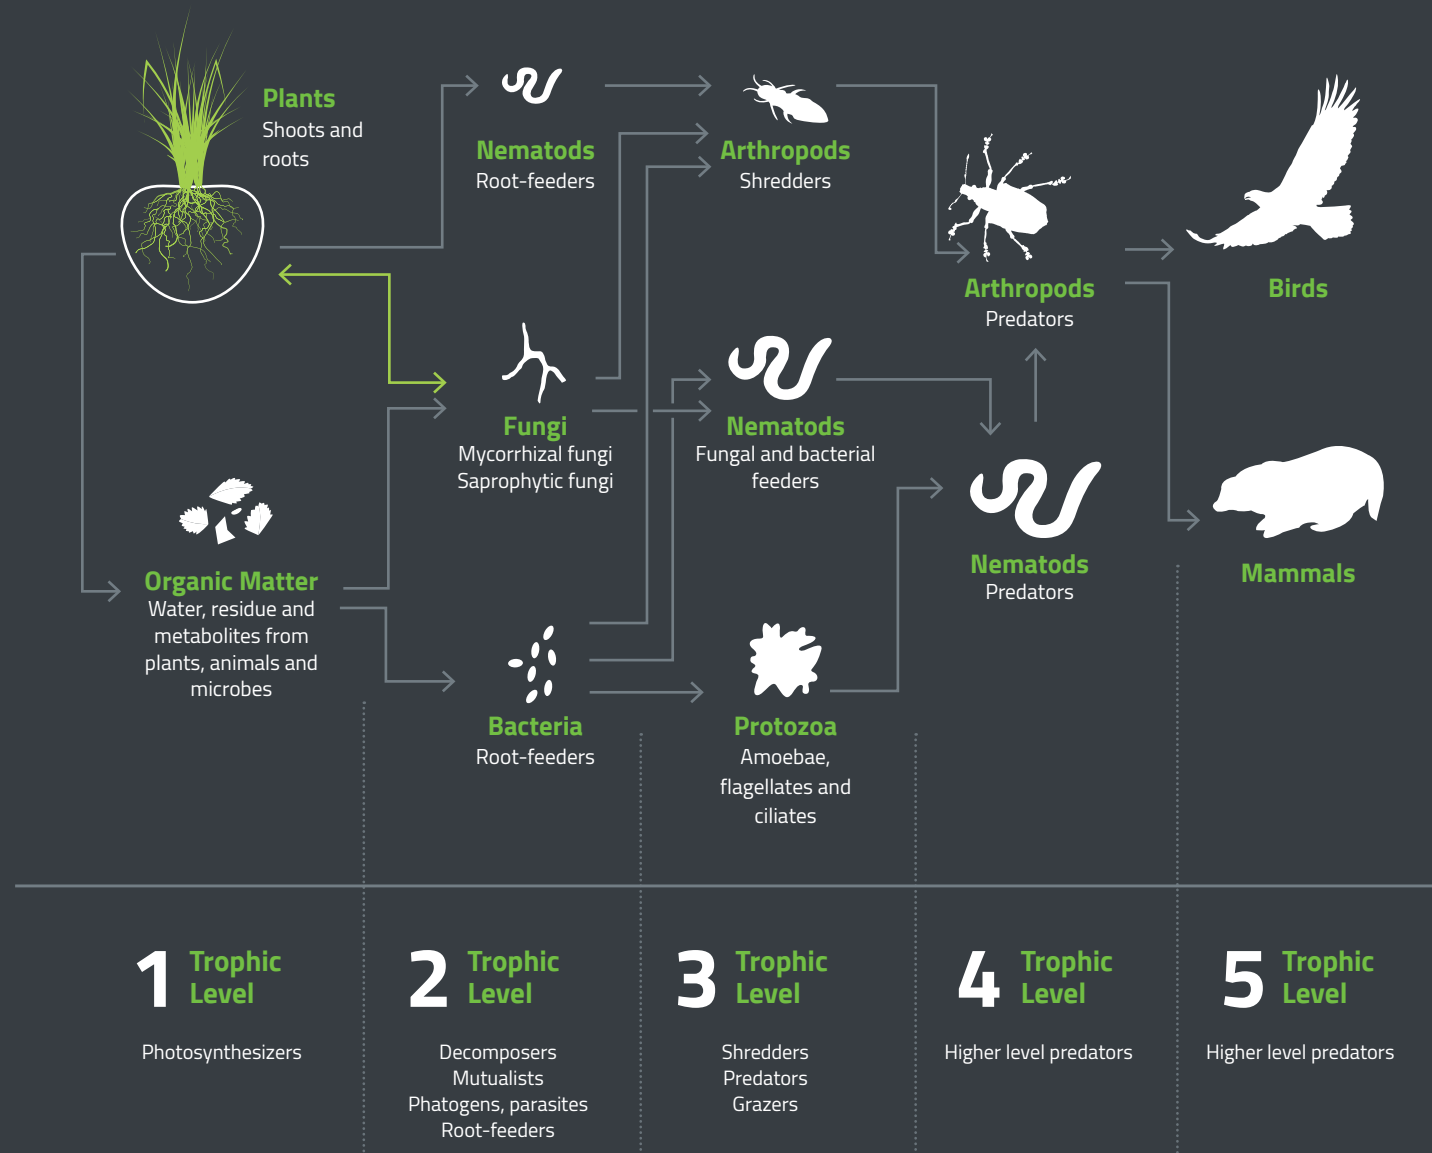 Plants
Shoots and
roots
Nematods
Root-feeders
Arthropods
Shredders
Arthropods
Predators
Birds
Fungi
Mycorrhizal fungi
Saprophytic fungi
Nematods
Fungal and bacterial
feeders
Nematods
Predators
Mammals
Organic Matter
Water, residue and
metabolites from
plants, animals and
microbes
Bacteria
Root-feeders
Protozoa
Amoebae,
flagellates and
ciliates
1 Trophic
Level
Photosynthesizers
2 Trophic
Level
Decomposers
Mutualists
Phatogens, parasites
Root-feeders
3 Trophic
Level
Shredders
Predators
Grazers
4 Trophic
Level
Higher level predators
5 Trophic
Level
Higher level predators